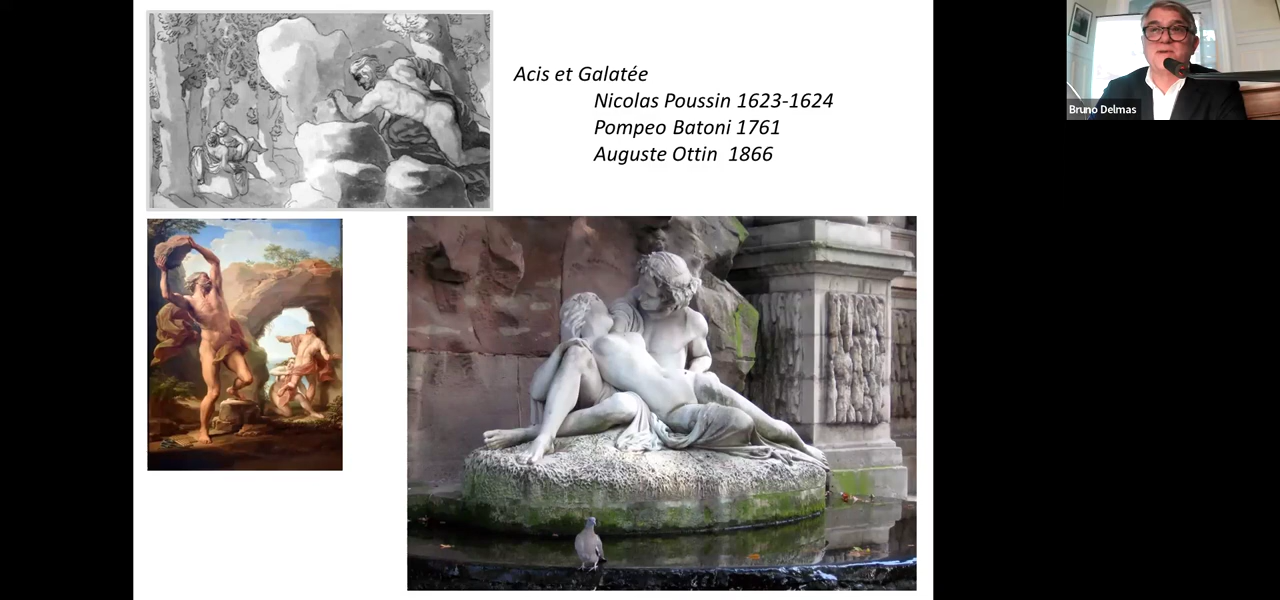 Acis et Galatée
Nicolas Poussin 1623-1624
Pompeo Batoni 1761
Auguste Ottin 1866
Bruno Delmas